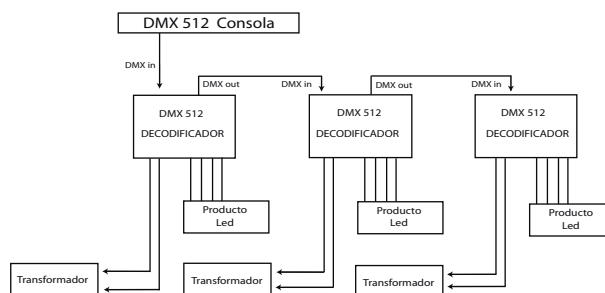 DMX 512 Consola
DMX in
DMX out
DMX in
DMX out
DMX in
DMX 512
DECODIFICADOR
DMX 512
DECODIFICADOR
DMX 512
DECODIFICADOR
Producto
Led
Producto
Led
Producto
Led
Transformador
Transformador
Transformador